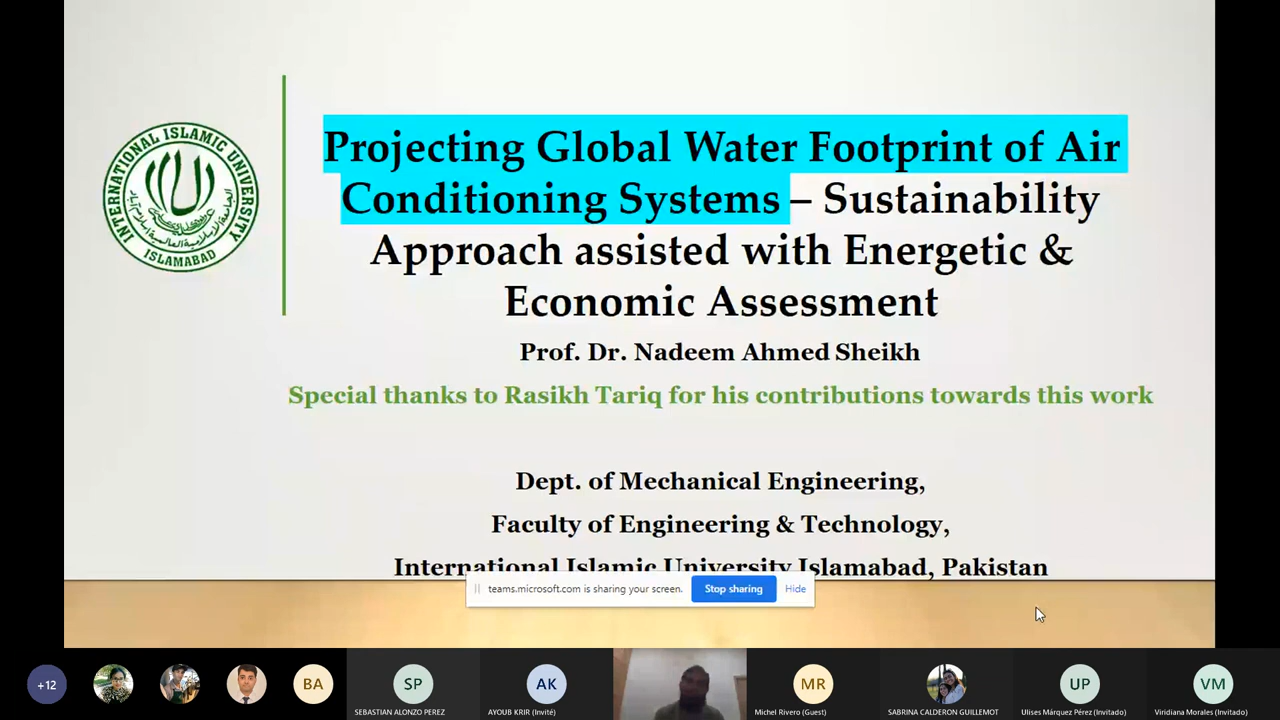 INTERNATIONAL ISLAMIC UNIVERSITY
ISLAMABAD
Projecting Global Water Footprint of Air
Conditioning Systems – Sustainability
Approach assisted with Energetic &
Economic Assessment
Prof. Dr. Nadeem Ahmed Sheikh
Special thanks to Rasikh Tariq for his contributions towards this work
Dept. of Mechanical Engineering,
Faculty of Engineering & Technology,
International Islamic University Islamabad, Pakistan
teams.microsoft.com is sharing your screen.
Stop sharing
Hide
+12
BA
SP
SEBASTIAN ALONZO PEREZ
AK
AYOUB KRIR (Invité)
MR
Michel Rivero (Guest)
SABRINA CALDERON GUILLEMOT
UP
Ulises Márquez Pérez (Invitado)
VM
Viridiana Morales (Invitado)